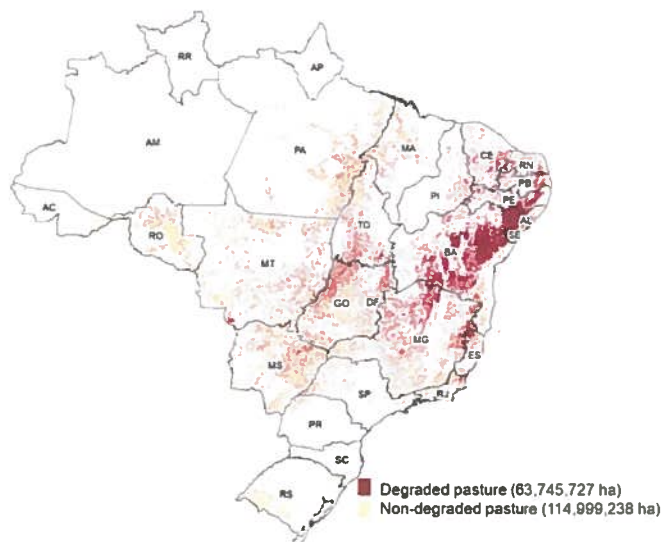 RR
AP
AM
PA
MA
CE
RN
PB
PI
PE
AL
SE
AC
RO
TO
BA
MT
GO
DF
MG
ES
MS
SP
RJ
PR
SC
RS
Degraded pasture (63,745,727 ha)
Non-degraded pasture (114,999,238 ha)